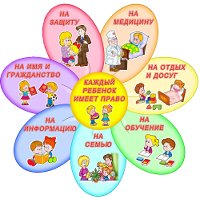 НА
ЗАЩИТУ
НА
МЕДИЦИНУ
НА ИМЯ И
ГРАЖДАНСТВО
КАЖДЫЙ
РЕБЕНОК
ИМЕЕТ ПРАВО
НА ОТДЫХ
И ДОСУГ
НА
ИНФОРМАЦИЮ
НА
СЕМЬЮ
НА
ОБУЧЕНИЕ